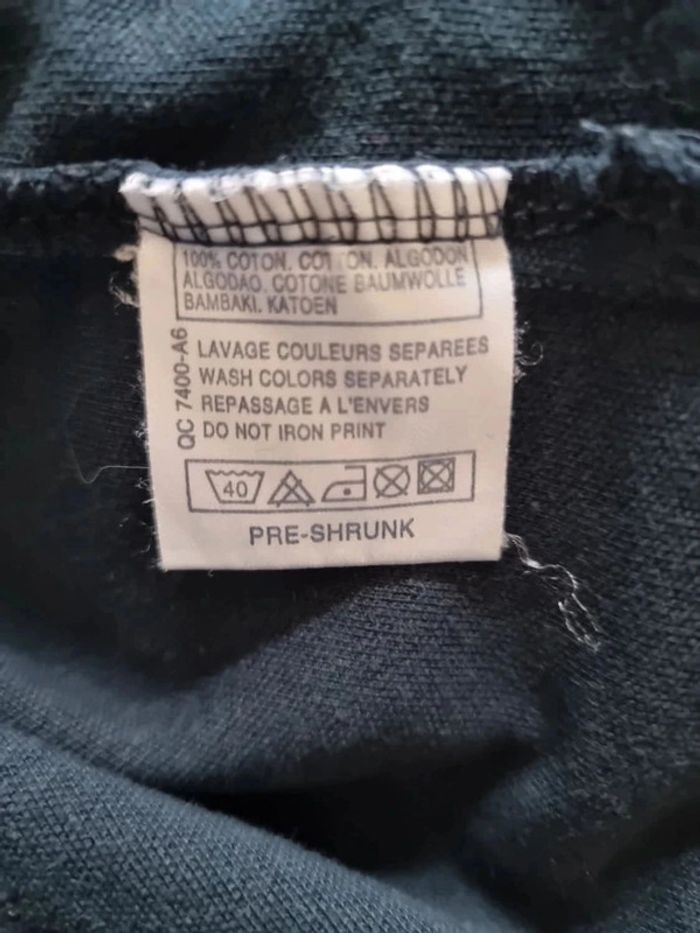 100% COTON. COTTON. ALGODON
ALGODAO. COTONE BAUMWOLLE
BAMBAKI. KATOEN
QC 7400-A6
LAVAGE COULEURS SEPAREES
WASH COLORS SEPARATELY
REPASSAGE A L'ENVERS
DO NOT IRON PRINT
40
PRE-SHRUNK